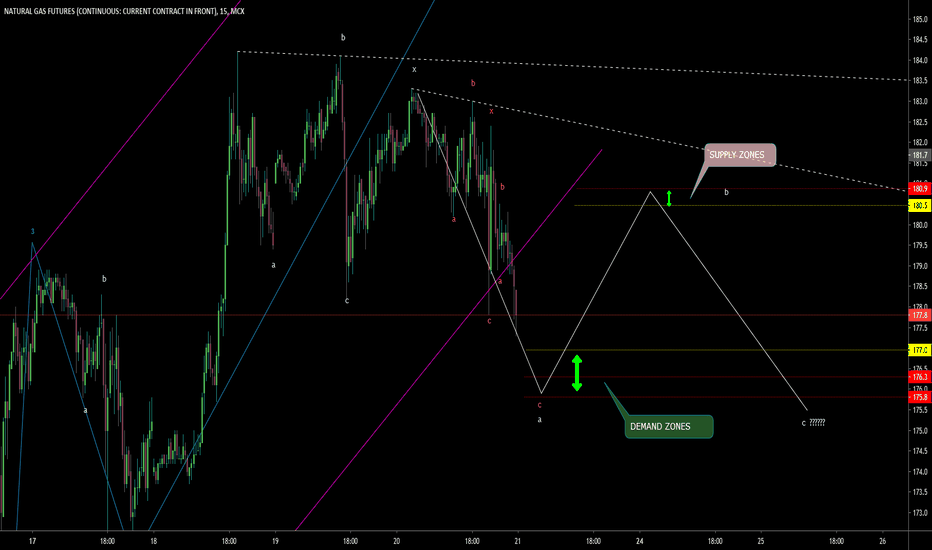 NATURAL GAS FUTURES (CONTINUOUS: CURRENT CONTRACT IN FRONT), 15, MCX
185.0
184.5
b
184.0
x
183.5
b
183.0
x
182.5
182.0
SUPPLY ZONES
181.7
b
b
180.9
a
180.5
3
180.0
179.5
a
179.0
b
a
178.5
c
178.0
c
177.8
177.5
177.0
176.5
176.3
175.8
a
c
175.5
a
c ??????
DEMAND ZONES
175.0
174.5
174.0
173.5
173.0
17
18:00
18
18:00
19
18:00
20
18:00
21
18:00
24
18:00
25
18:00
26